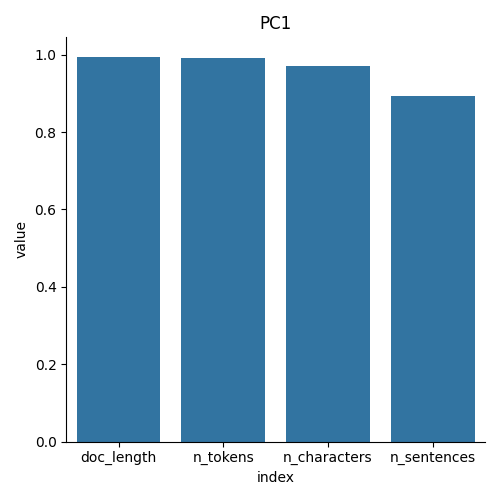 PC1
1.0
0.8
0.6
0.4
0.2
0.0
value
doc_length n_tokens n_characters n_sentences
index